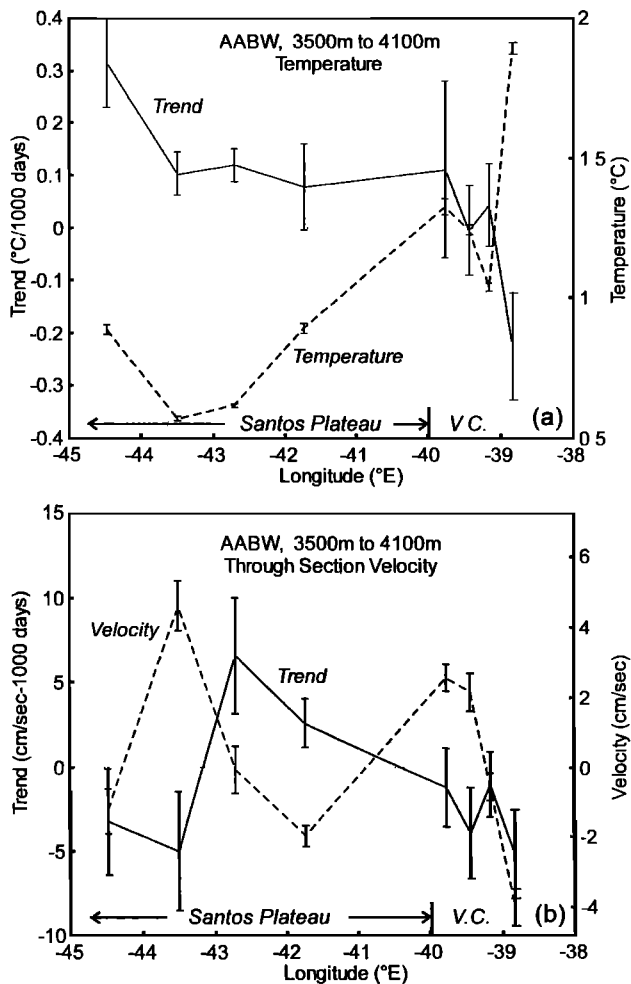 AABW, 3500m to 4100m
Temperature
Trend
Temperature
Santos Plateau
V C.
(a)
0.4
0.3
0.2
0.1
0
-0.1
-0.2
-0.3
-0.4
Trend (°C/1000 days)
2
1 5
1
0 5
Temperature (°C)
-45 -44 -43 -42 -41 -40 -39 -38
Longitude (°E)
AABW, 3500m to 4100m
Through Section Velocity
Velocity
Trend
Santos Plateau
V.C.
(b)
15
10
5
0
-5
-10
Trend (cm/sec-1000 days)
6
4
2
0
-2
-4
Velocity (cm/sec)
-45 -44 -43 -42 -41 -40 -39 -38
Longitude (°E)